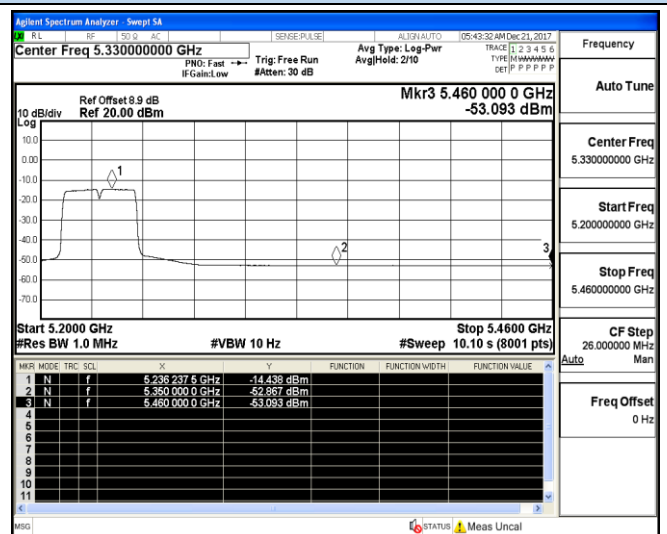 Agilent Spectrum Analyzer - Swept SA
LXI RL RF 50 Ω AC SENSE:PULSE ALIGN AUTO 05:43:32 AM Dec 21, 2017
Center Freq 5.330000000 GHz
PNO: Fast
IFGain:Low
Trig: Free Run
#Atten: 30 dB
Avg Type: Log-Pwr
Avg|Hold: 2/10
TRACE 1 2 3 4 5 6
TYPE MWWWWW
DET P P P P P P
Frequency
Auto Tune
Center Freq
5.330000000 GHz
Start Freq
5.200000000 GHz
Stop Freq
5.460000000 GHz
CF Step
26.000000 MHz
Auto Man
Freq Offset
0 Hz
Mkr3 5.460 000 0 GHz
-53.093 dBm
Ref Offset 8.9 dB
10 dB/div Ref 20.00 dBm
Log
10.0
0.00
-10.0
-20.0
-30.0
-40.0
-50.0
-60.0
-70.0
1
2
3
Start 5.2000 GHz Stop 5.4600 GHz
#Res BW 1.0 MHz #VBW 10 Hz #Sweep 10.10 s (8001 pts)
MKR MODE TRC SCL X Y FUNCTION FUNCTION WIDTH FUNCTION VALUE
1 N f 5.236 237 5 GHz -14.438 dBm
2 N f 5.350 000 0 GHz -52.867 dBm
3 N f 5.460 000 0 GHz -53.093 dBm
4
5
6
7
8
9
10
11
MSG STATUS Meas Uncal